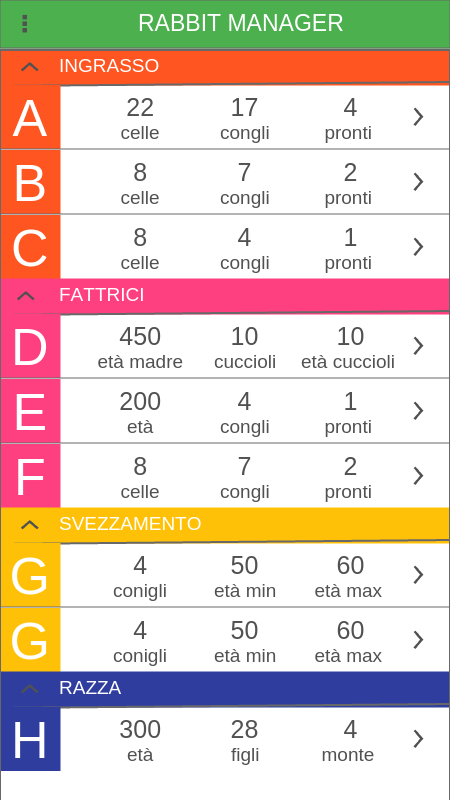 RABBIT MANAGER
INGRASSO
A 22 17 4
celle congli pronti
B 8 7 2
celle congli pronti
C 8 4 1
celle congli pronti
FATTRICI
D 450 10 10
età madre cuccioli età cuccioli
E 200 4 1
età congli pronti
F 8 7 2
celle congli pronti
SVEZZAMENTO
G 4 50 60
conigli età min età max
G 4 50 60
conigli età min età max
RAZZA
H 300 28 4
età figli monte